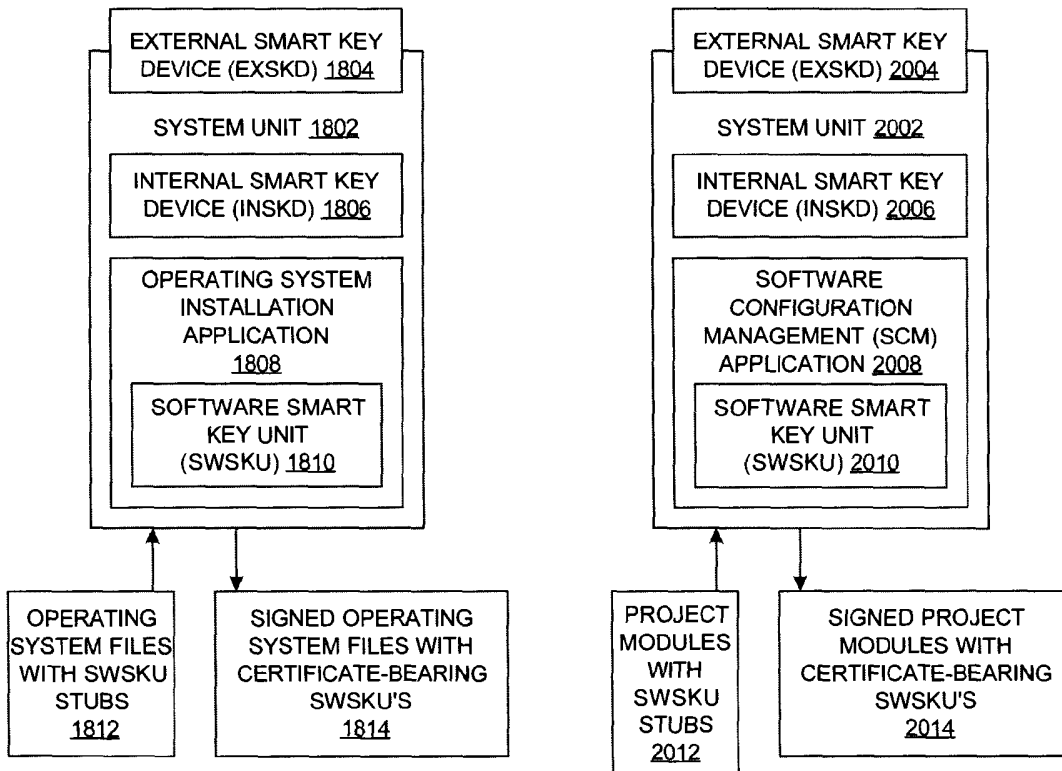 EXTERNAL SMART KEY
DEVICE (EXSKD) 1804
SYSTEM UNIT 1802
INTERNAL SMART KEY
DEVICE (INSKD) 1806
OPERATING SYSTEM
INSTALLATION
APPLICATION
1808
SOFTWARE SMART
KEY UNIT
(SWSKU) 1810
OPERATING
SYSTEM FILES
WITH SWSKU
STUBS
1812
SIGNED OPERATING
SYSTEM FILES WITH
CERTIFICATE-BEARING
SWSKU'S
1814
EXTERNAL SMART KEY
DEVICE (EXSKD) 2004
SYSTEM UNIT 2002
INTERNAL SMART KEY
DEVICE (INSKD) 2006
SOFTWARE
CONFIGURATION
MANAGEMENT (SCM)
APPLICATION 2008
SOFTWARE SMART
KEY UNIT
(SWSKU) 2010
PROJECT
MODULES
WITH
SWSKU
STUBS
2012
SIGNED PROJECT
MODULES WITH
CERTIFICATE-BEARING
SWSKU'S
2014